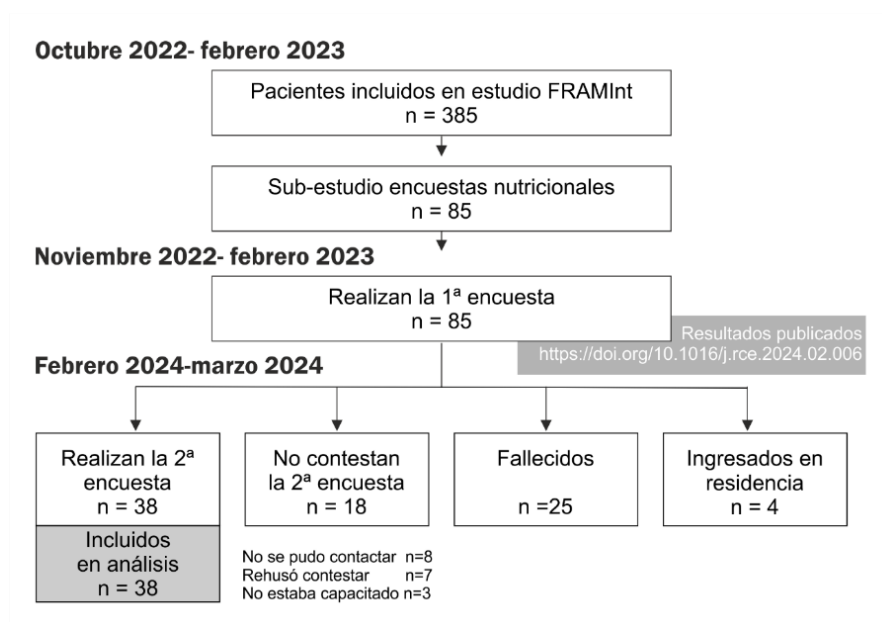 Octubre 2022- febrero 2023
Pacientes incluidos en estudio FRAMInt
n = 385
Sub-estudio encuestas nutricionales
n = 85
Noviembre 2022- febrero 2023
Realizan la 1ª encuesta
n = 85
Resultados publicados
https://doi.org/10.1016/j.rce.2024.02.006
Febrero 2024-marzo 2024
Realizan la 2ª
encuesta
n = 38
Incluidos
en análisis
n = 38
No contestan
la 2ª encuesta
n = 18
No se pudo contactar n=8
Rehusó contestar n=7
No estaba capacitado n=3
Fallecidos
n =25
Ingresados en
residencia
n = 4